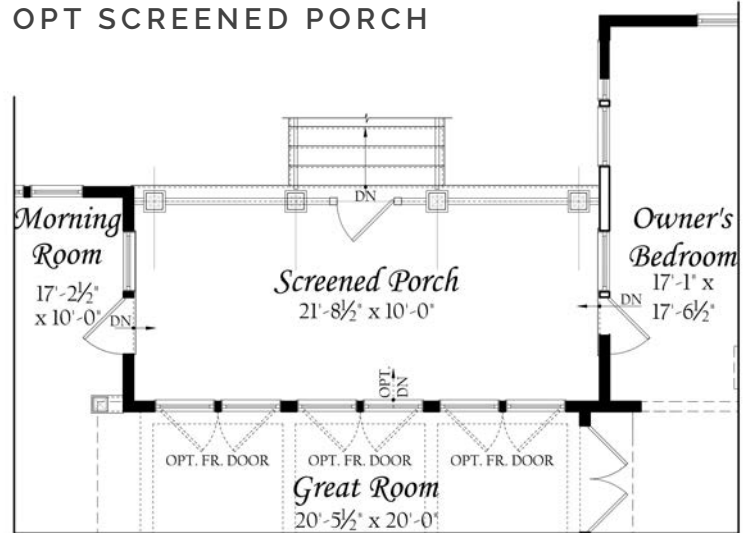 OPT SCREENED PORCH
DN
Morning
Room
17'-2½"
x 10'-0"
DN
Screened Porch
21'-8½" x 10'-0"
Owner's
Bedroom
17'-1" x
17'-6½"
DN
OPT.
DN
OPT. FR. DOOR
OPT. FR. DOOR
OPT. FR. DOOR
Great Room
20'-5½" x 20'-0"